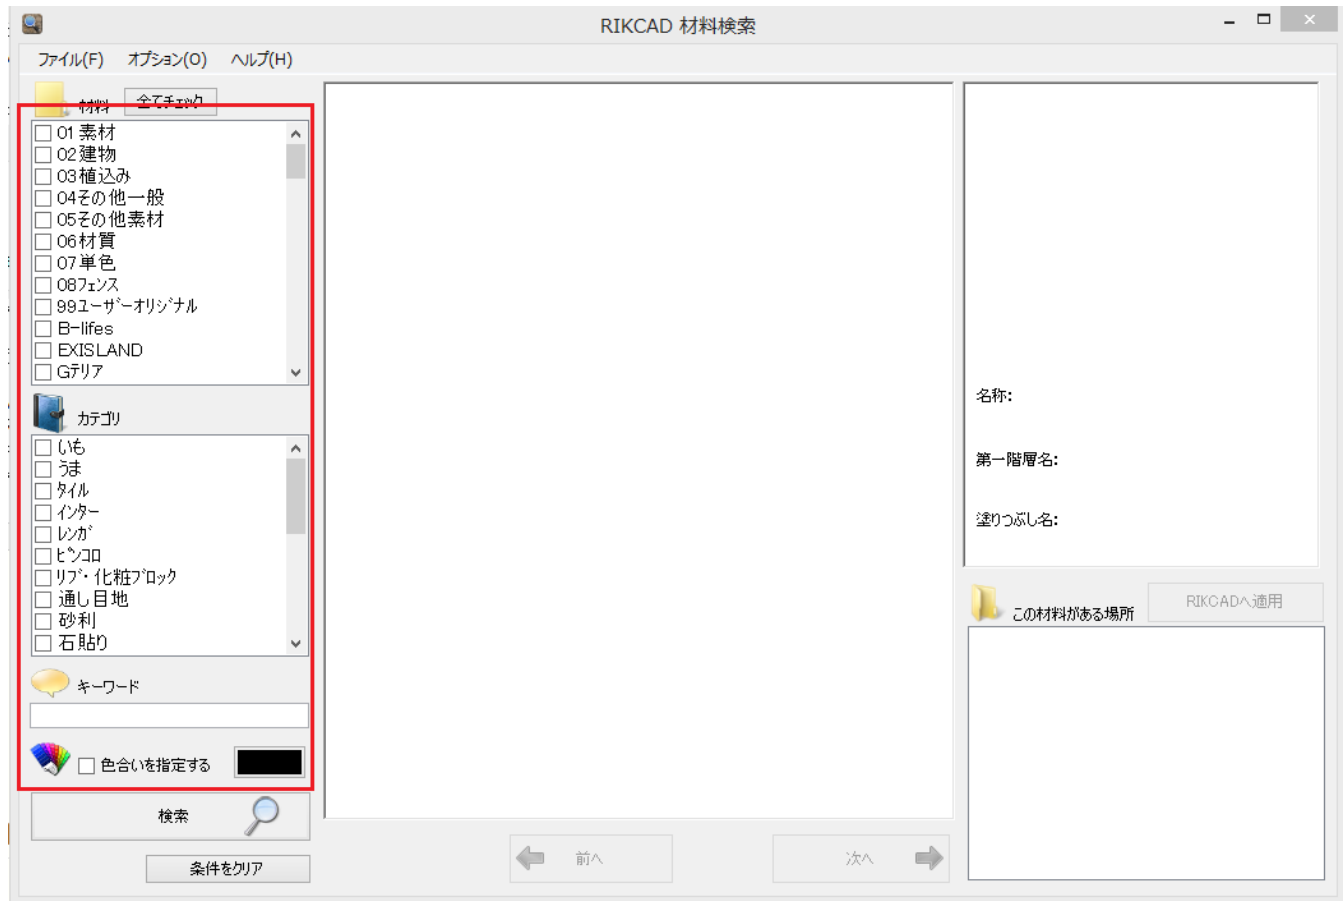 RIKCAD 材料検索
ファイル(F) オプション(O) ヘルプ(H)
材料 全てチェック
01 素材
02建物
03植込み
04その他一般
05その他素材
06材質
07単色
08フェンス
99ユーザーオリジナル
B-lifes
EXISLAND
Gテリア
カテゴリ
いも
うま
タイル
インター
レンガ
ピンコロ
リブ・化粧ブロック
通し目地
砂利
石貼り
キーワード
色合いを指定する
検索
条件をクリア
前へ
次へ
名称:
第一階層名:
塗りつぶし名:
この材料がある場所
RIKCADへ適用